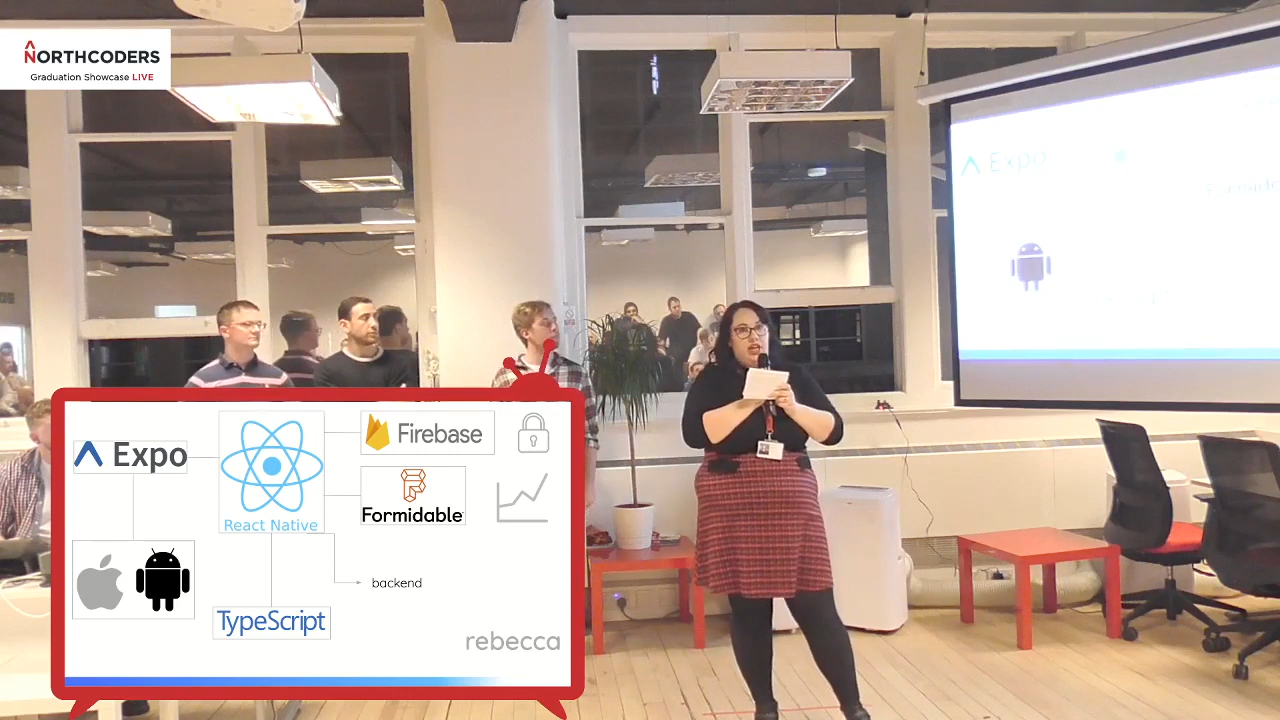 NORTHCODERS
Graduation Showcase LIVE
Expo
Expo
React Native
Firebase
Formidable
backend
TypeScript
rebecca